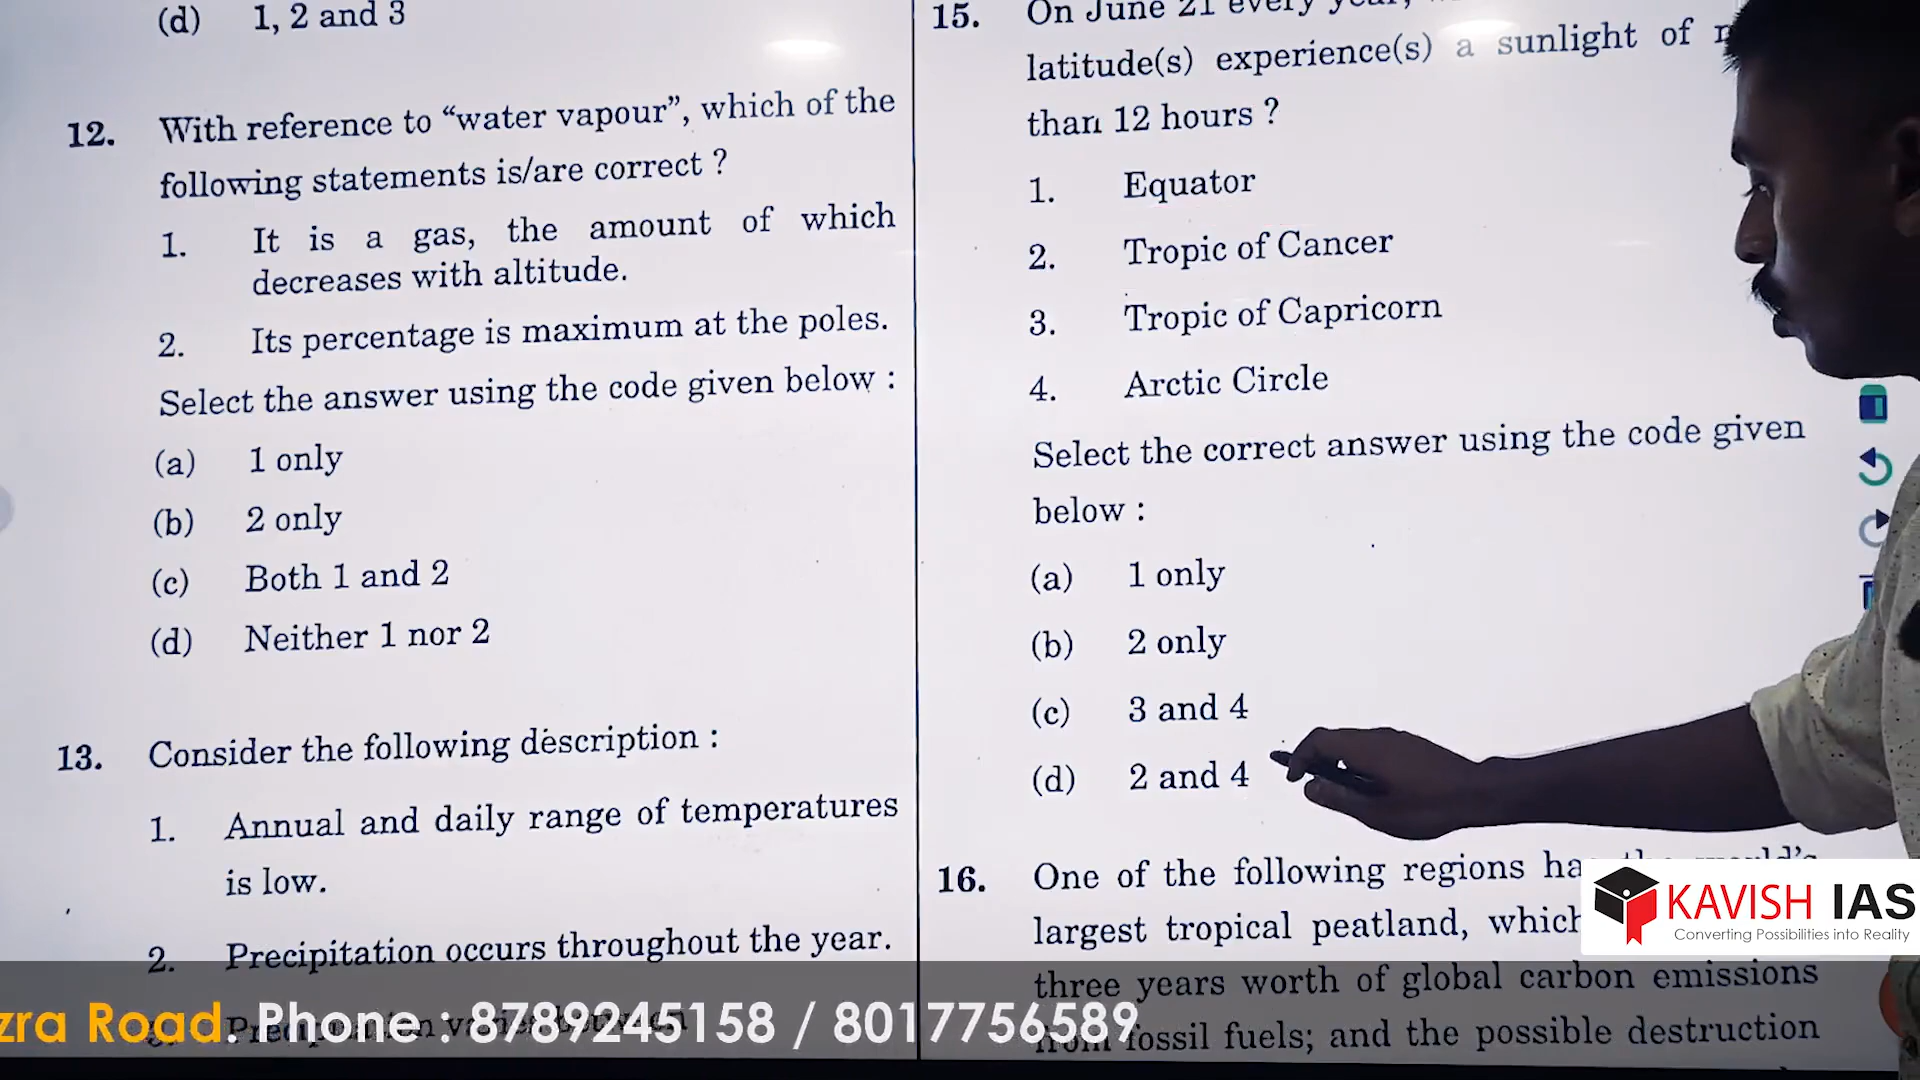 (d) 1, 2 and 3
12. With reference to “water vapour”, which of the
following statements is/are correct ?
1. It is a gas, the amount of which
decreases with altitude.
2. Its percentage is maximum at the poles.
Select the answer using the code given below :
(a) 1 only
(b) 2 only
(c) Both 1 and 2
(d) Neither 1 nor 2
13. Consider the following description :
1. Annual and daily range of temperatures
is low.
2. Precipitation occurs throughout the year.
15. On June 21 every year,
latitude(s) experience(s) a sunlight of
than 12 hours ?
1. Equator
2. Tropic of Cancer
3. Tropic of Capricorn
4. Arctic Circle
Select the correct answer using the code given
below :
(a) 1 only
(b) 2 only
(c) 3 and 4
(d) 2 and 4
16. One of the following regions
largest tropical peatland,
three years worth of global carbon emissions
from fossil fuels; and the possible destruction
KAVISH IAS
Converting Possibilities into Reality
Road. Phone : 8789245158 / 8017756589